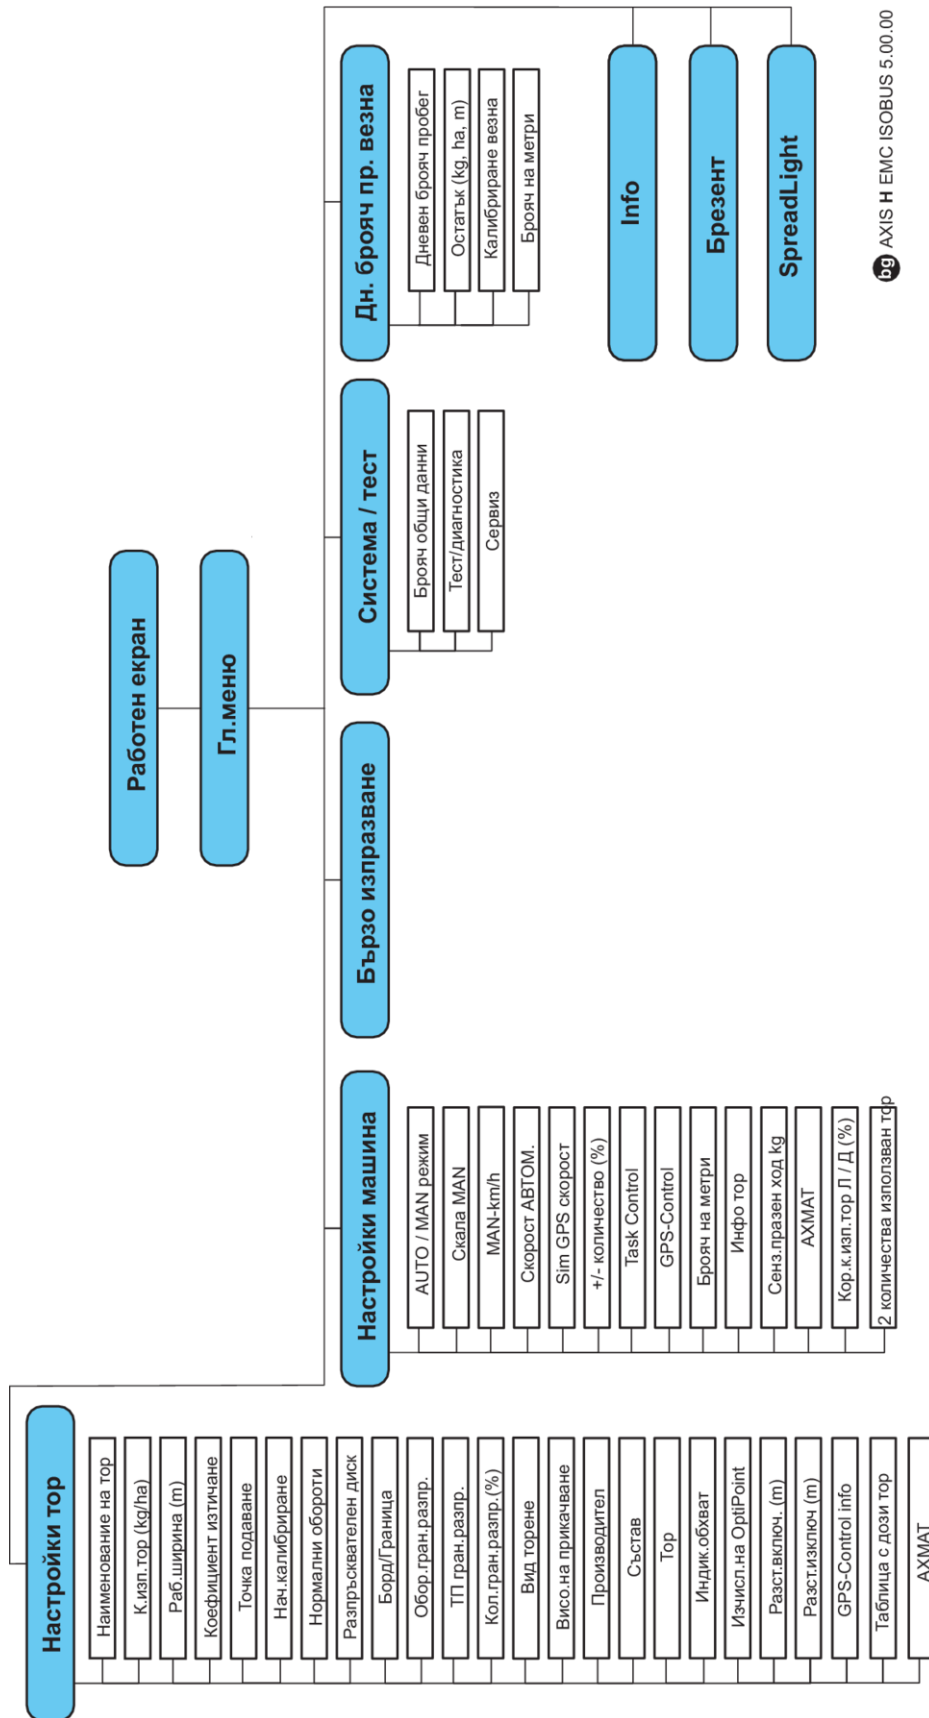 Работен екран
Гл.меню
Настройки тор
Наименование на тор
К.изп.тор (kg/ha)
Раб.ширина (m)
Коефициент изтичане
Точка подаване
Нач.калибриране
Нормални обороти
Разпръсквателен диск
Борд/Граница
Обор.гран.разпр.
ТП гран.разпр.
Кол.гран.разпр.(%)
Вид торене
Висо.на прикачване
Производител
Състав
Тор
Индик.обхват
Изчисл.на OptiPoint
Разст.включ. (m)
Разст.изключ (m)
GPS-Control info
Таблица с дози тор
АХМАТ
Настройки машина
AUTO / MAN режим
Скала MAN
MAN-km/h
Скорост АВТОМ.
Sim GPS скорост
+/- количество (%)
Task Control
GPS-Control
Брояч на метри
Инфо тор
Сенз.празен ход kg
АХМАТ
Кор.к.изп.тор Л / Д (%)
2 количества използван тор
Бързо изпразване
Система / тест
Брояч общи данни
Тест/диагностика
Сервиз
Дн. брояч пр. везна
Дневен брояч пробег
Остатък (kg, ha, m)
Калибриране везна
Брояч на метри
Info
Брезент
SpreadLight
bg AXIS H EMC ISOBUS 5.00.00